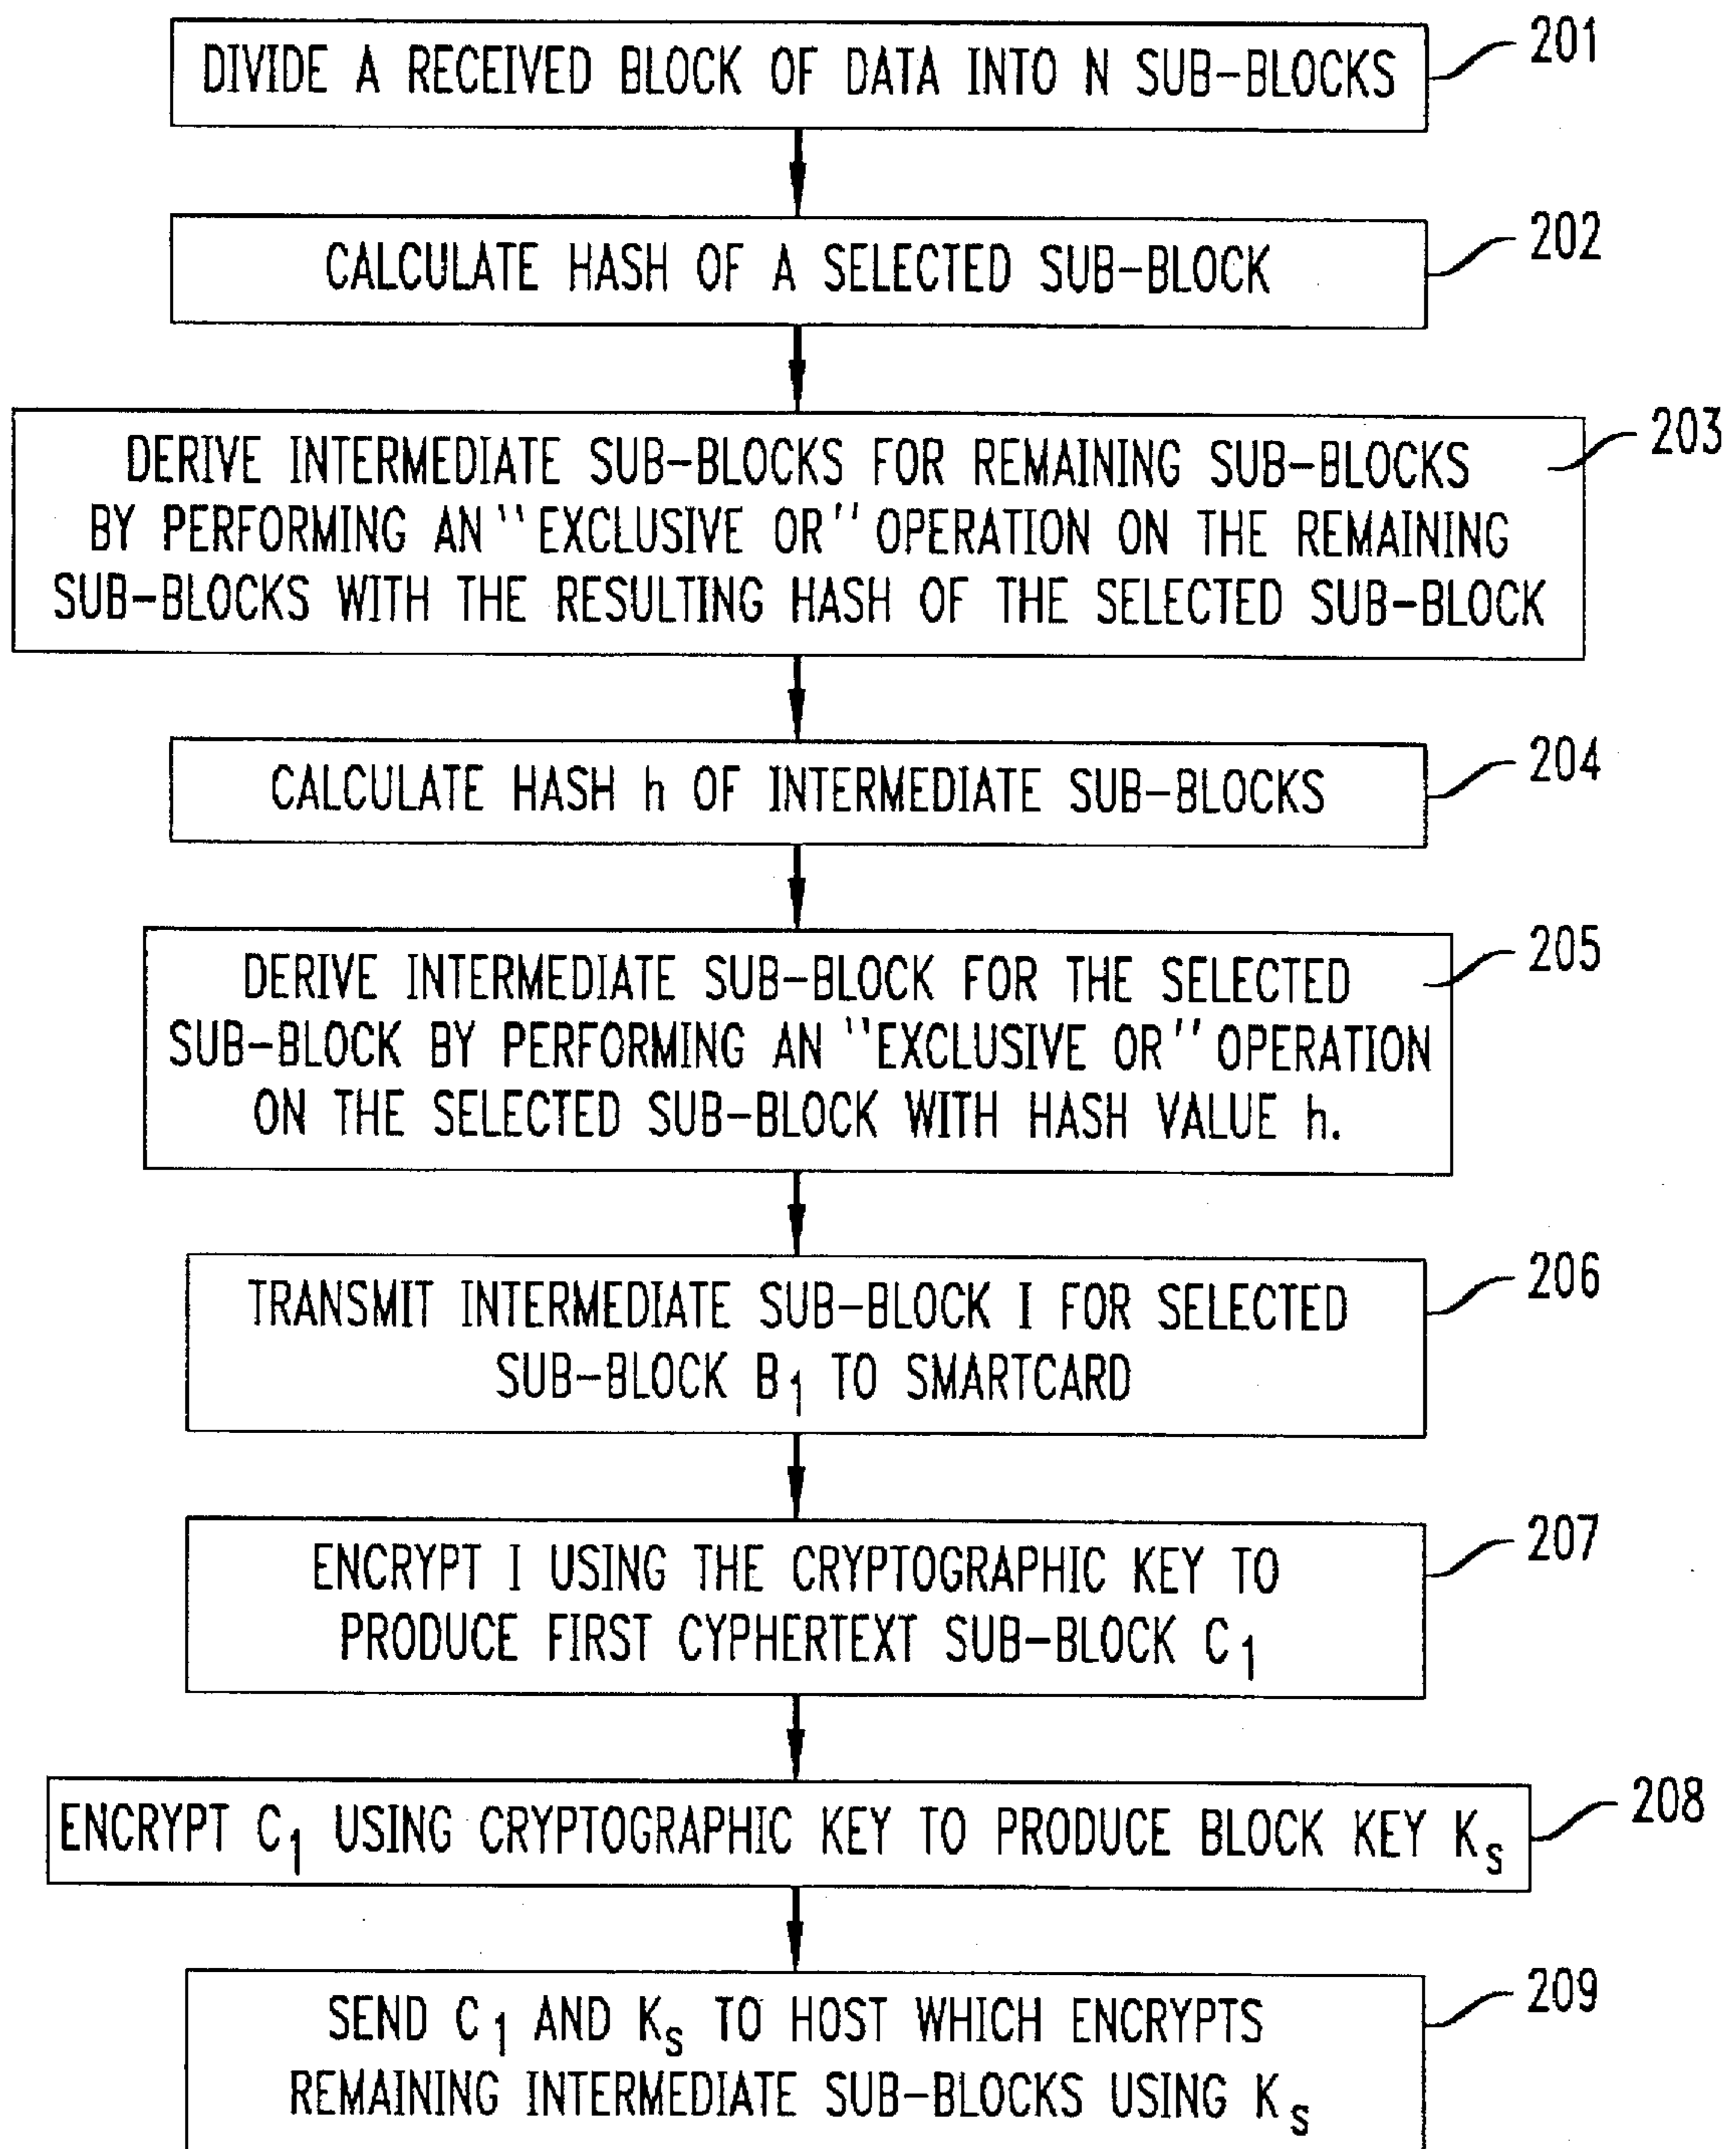 DIVIDE A RECEIVED BLOCK OF DATA INTO N SUB-BLOCKS
201
CALCULATE HASH OF A SELECTED SUB-BLOCK
202
DERIVE INTERMEDIATE SUB-BLOCKS FOR REMAINING SUB-BLOCKS
BY PERFORMING AN "EXCLUSIVE OR" OPERATION ON THE REMAINING
SUB-BLOCKS WITH THE RESULTING HASH OF THE SELECTED SUB-BLOCK
203
CALCULATE HASH h OF INTERMEDIATE SUB-BLOCKS
204
DERIVE INTERMEDIATE SUB-BLOCK FOR THE SELECTED
SUB-BLOCK BY PERFORMING AN "EXCLUSIVE OR" OPERATION
ON THE SELECTED SUB-BLOCK WITH HASH VALUE h.
205
TRANSMIT INTERMEDIATE SUB-BLOCK I FOR SELECTED
SUB-BLOCK B1 TO SMARTCARD
206
ENCRYPT I USING THE CRYPTOGRAPHIC KEY TO
PRODUCE FIRST CYPHERTEXT SUB-BLOCK C1
207
ENCRYPT C1 USING CRYPTOGRAPHIC KEY TO PRODUCE BLOCK KEY Ks
208
SEND C1 AND Ks TO HOST WHICH ENCRYPTS
REMAINING INTERMEDIATE SUB-BLOCKS USING Ks
209